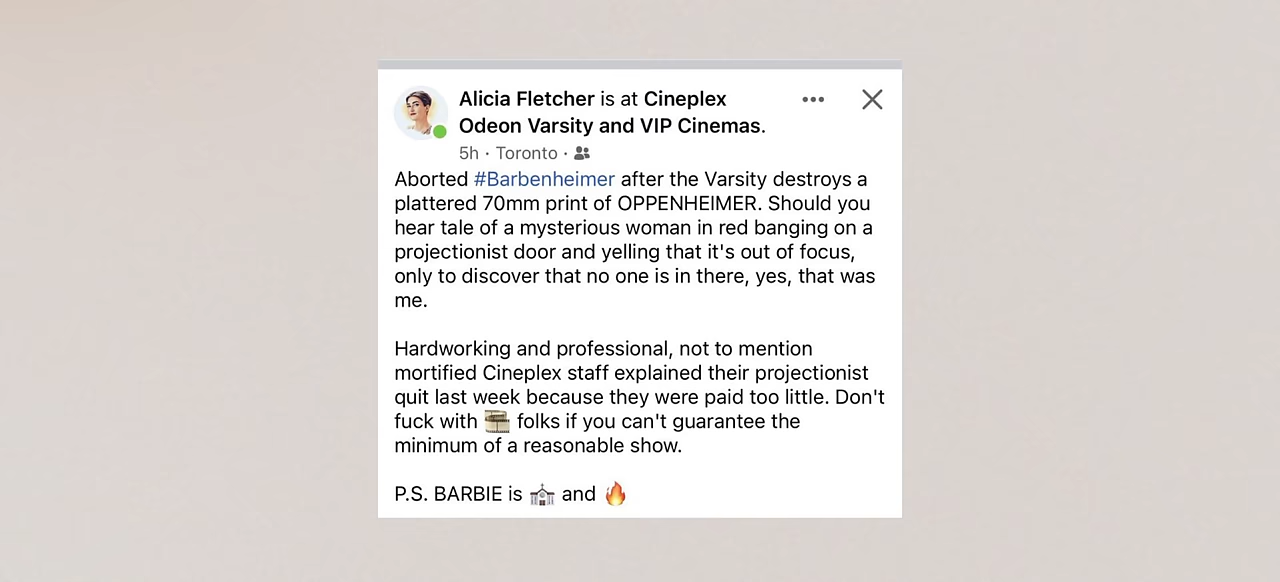 Alicia Fletcher is at Cineplex
Odeon Varsity and VIP Cinemas.
5h · Toronto ·
Aborted #Barbenheimer after the Varsity destroys a
plattered 70mm print of OPPENHEIMER. Should you
hear tale of a mysterious woman in red banging on a
projectionist door and yelling that it's out of focus,
only to discover that no one is in there, yes, that was
me.
Hardworking and professional, not to mention
mortified Cineplex staff explained their projectionist
quit last week because they were paid too little. Don't
fuck with 🎞️ folks if you can't guarantee the
minimum of a reasonable show.
P.S. BARBIE is ⛪ and 🔥